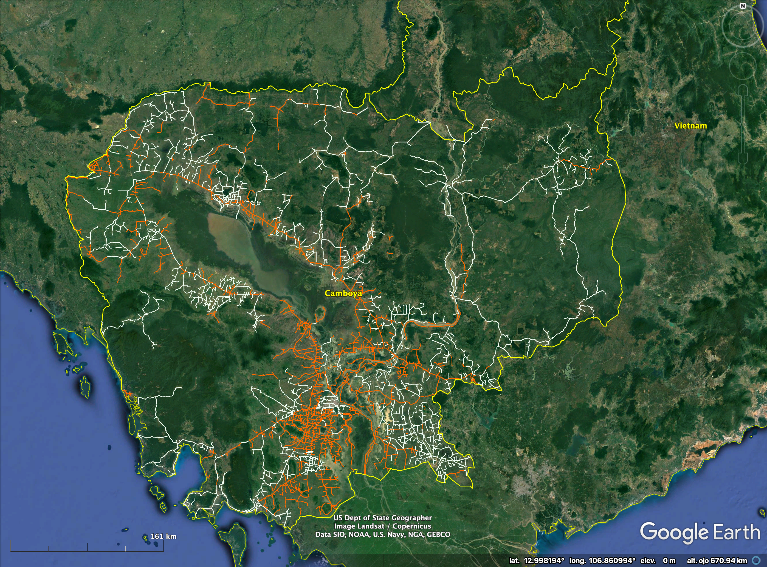 N
Vietnam
Camboya
US Dept of State Geographer
Image Landsat / Copernicus
Data SIO, NOAA, U.S. Navy, NGA, GEBCO
Google Earth
161 km
lat. 12.998194° long. 106.860994° elev. 0 m alt. ojo 670.94 km